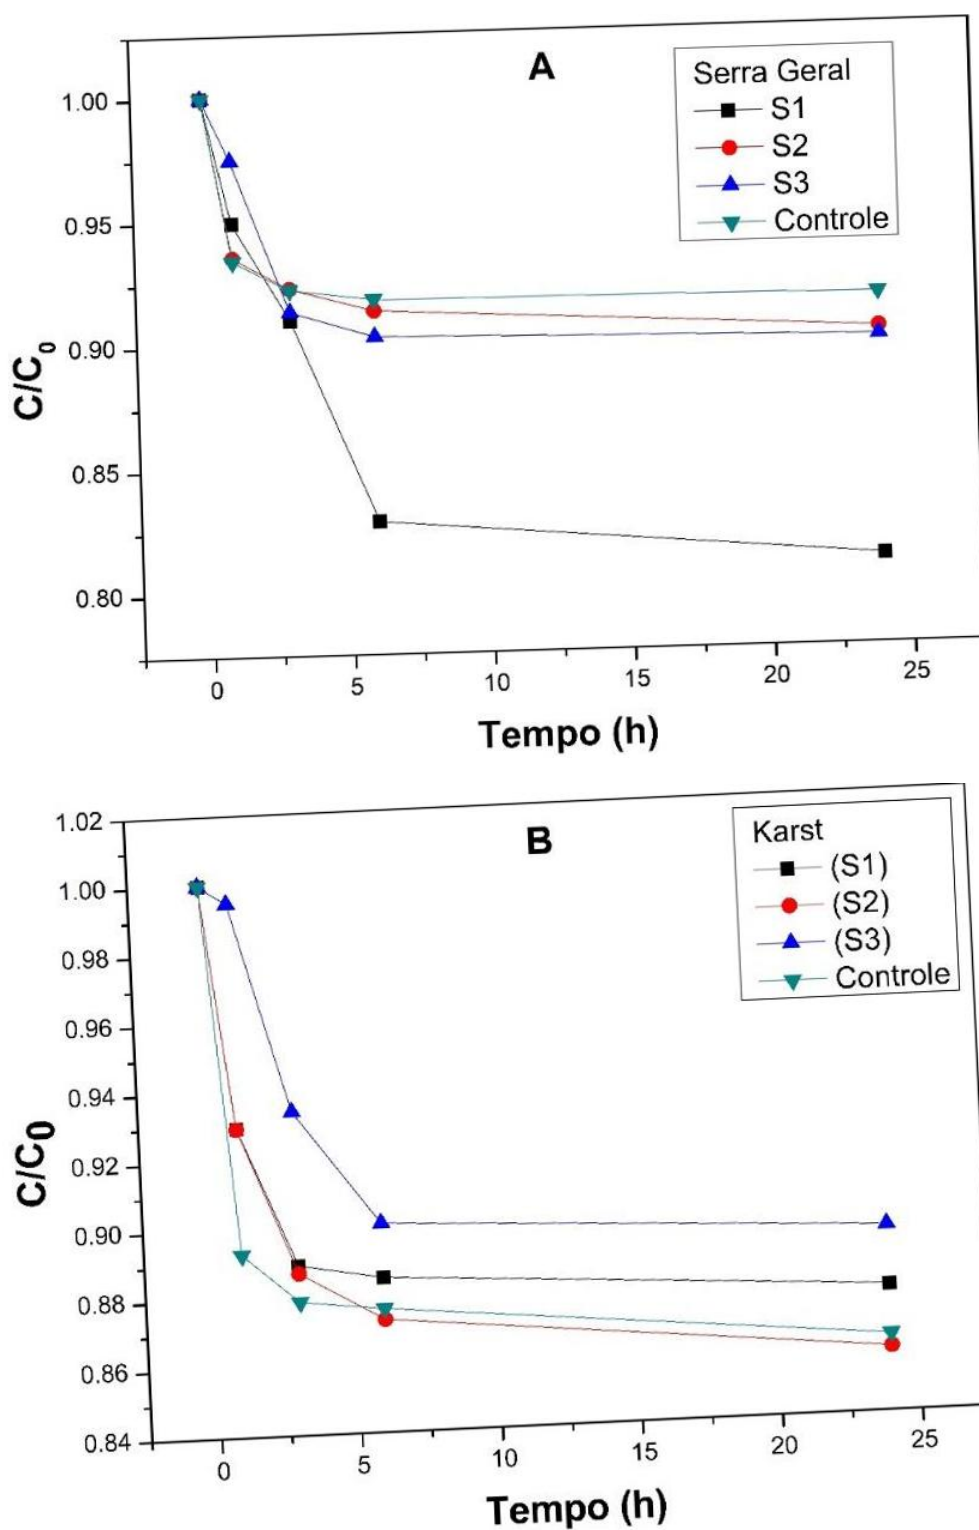 A
Serra Geral
S1
S2
S3
Controle
1.00
0.95
0.90
0.85
0.80
C/C₀
0
5
10
15
20
25
Tempo (h)
B
Karst
(S1)
(S2)
(S3)
Controle
1.02
1.00
0.98
0.96
0.94
0.92
0.90
0.88
0.86
0.84
C/C0
0
5
10
15
20
25
Tempo (h)